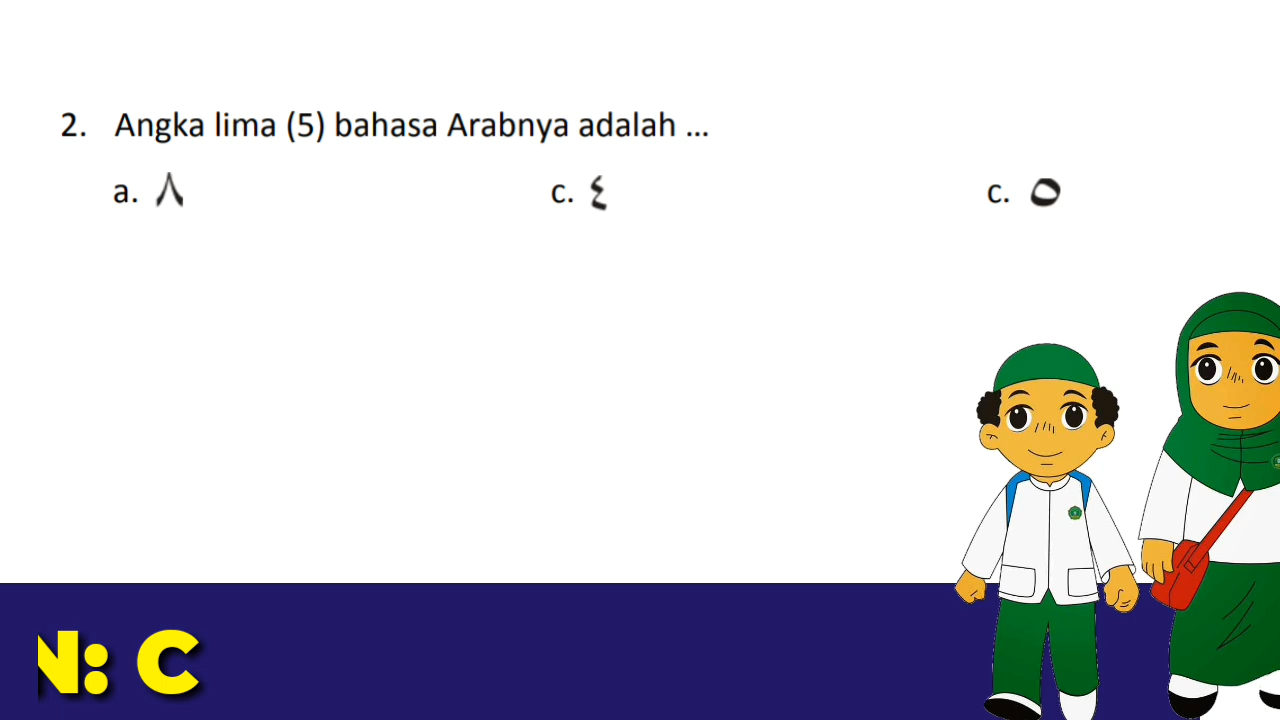 2. Angka lima (5) bahasa Arabnya adalah ...
a. ٨ c. ٤ c. ٥
N: C